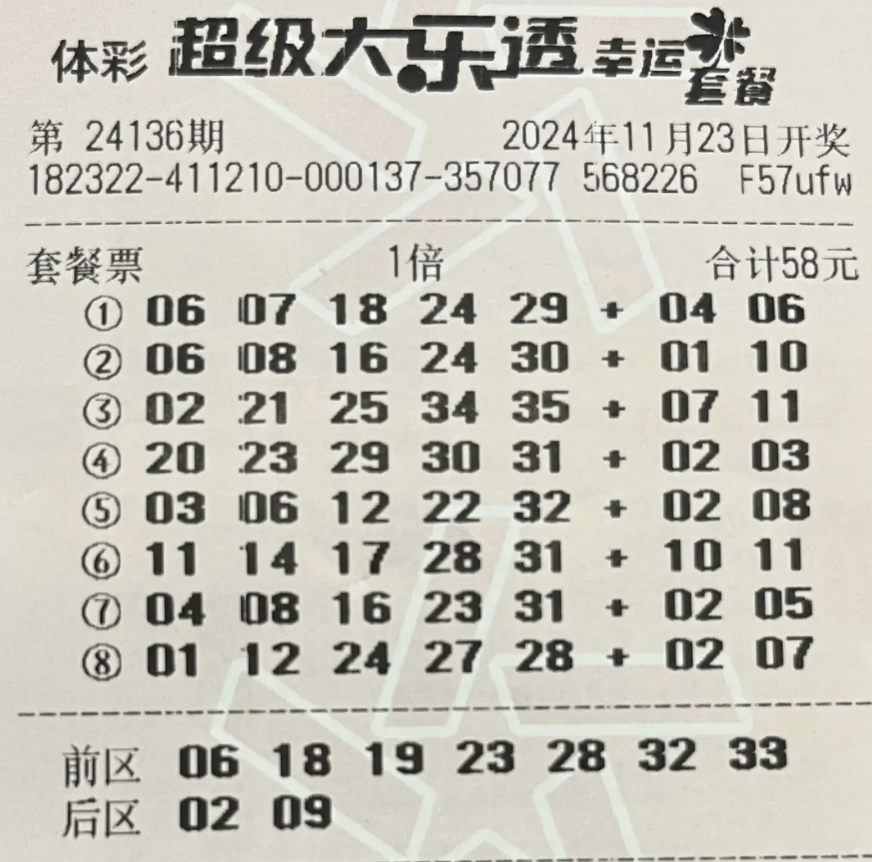 体彩 超级大乐透 幸运套餐
第 24136期 2024年11月23日开奖
182322-411210-000137-357077 568226 F57ufw
套餐票 1倍 合计58元
① 06 07 18 24 29 + 04 06
② 06 08 16 24 30 + 01 10
③ 02 21 25 34 35 + 07 11
④ 20 23 29 30 31 + 02 03
⑤ 03 06 12 22 32 + 02 08
⑥ 11 14 17 28 31 + 10 11
⑦ 04 08 16 23 31 + 02 05
⑧ 01 12 24 27 28 + 02 07
前区 06 18 19 23 28 32 33
后区 02 09